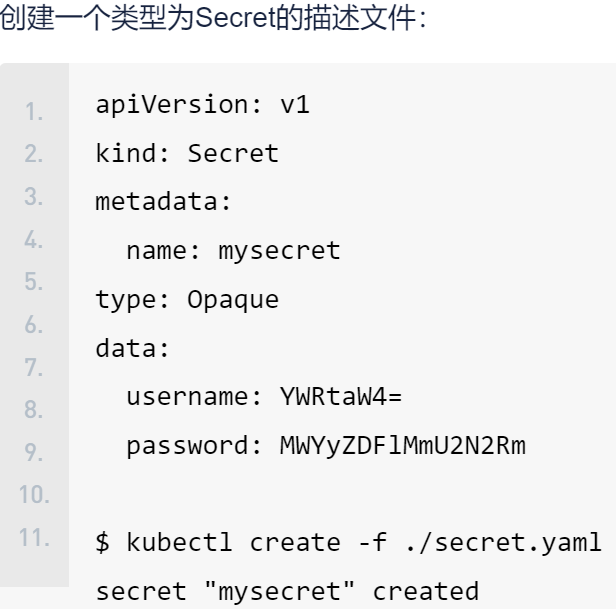 创建一个类型为Secret的描述文件：
1. apiVersion: v1
2. kind: Secret
3. metadata:
4.   name: mysecret
5. type: Opaque
6. data:
7.   username: YWRtaW4=
8.   password: MWYyZDFlMmU2N2Rm
9.
10. $ kubectl create -f ./secret.yaml
11. secret "mysecret" created